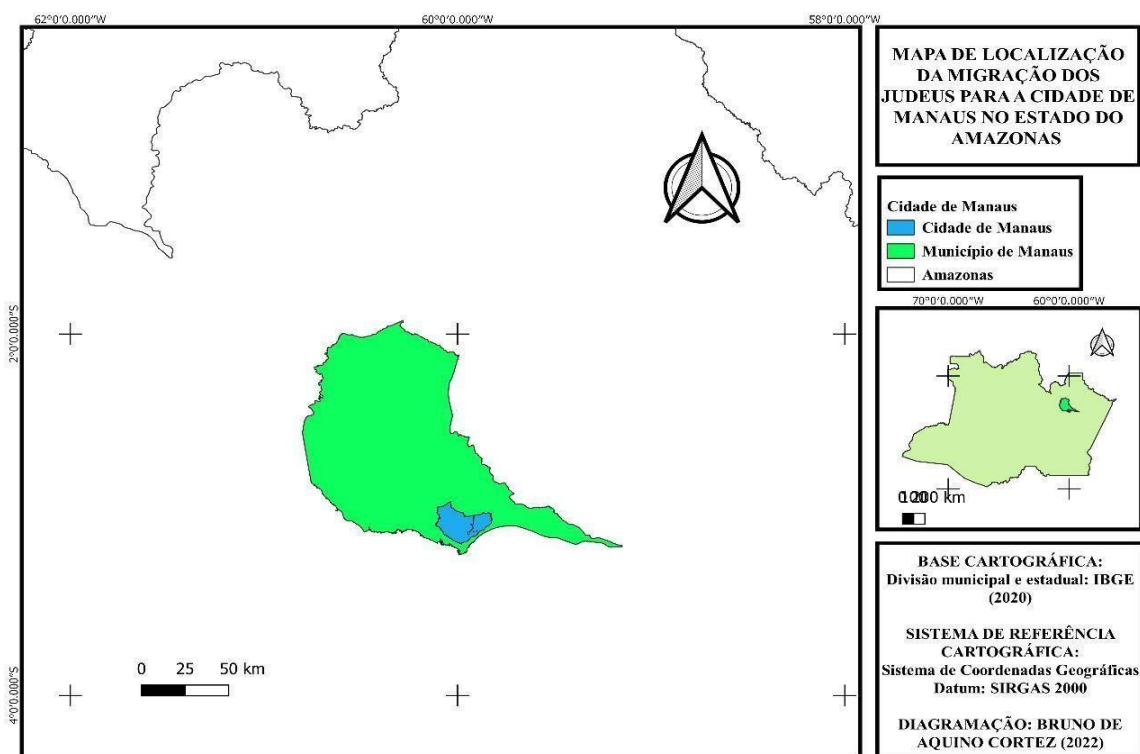 62°0'0.000"W
60°0'0.000"W
58°0'0.000"W
2°0'0.000"S
4°0'0.000"S
0 25 50 km
MAPA DE LOCALIZAÇÃO
DA MIGRAÇÃO DOS
JUDEUS PARA A CIDADE DE
MANAUS NO ESTADO DO
AMAZONAS
Cidade de Manaus
Cidade de Manaus
Município de Manaus
Amazonas
70°0'0.000"W
60°0'0.000"W
km
BASE CARTOGRÁFICA:
Divisão municipal e estadual: IBGE
(2020)
SISTEMA DE REFERÊNCIA
CARTOGRÁFICA:
Sistema de Coordenadas Geográficas
Datum: SIRGAS 2000
DIAGRAMAÇÃO: BRUNO DE
AQUINO CORTEZ (2022)